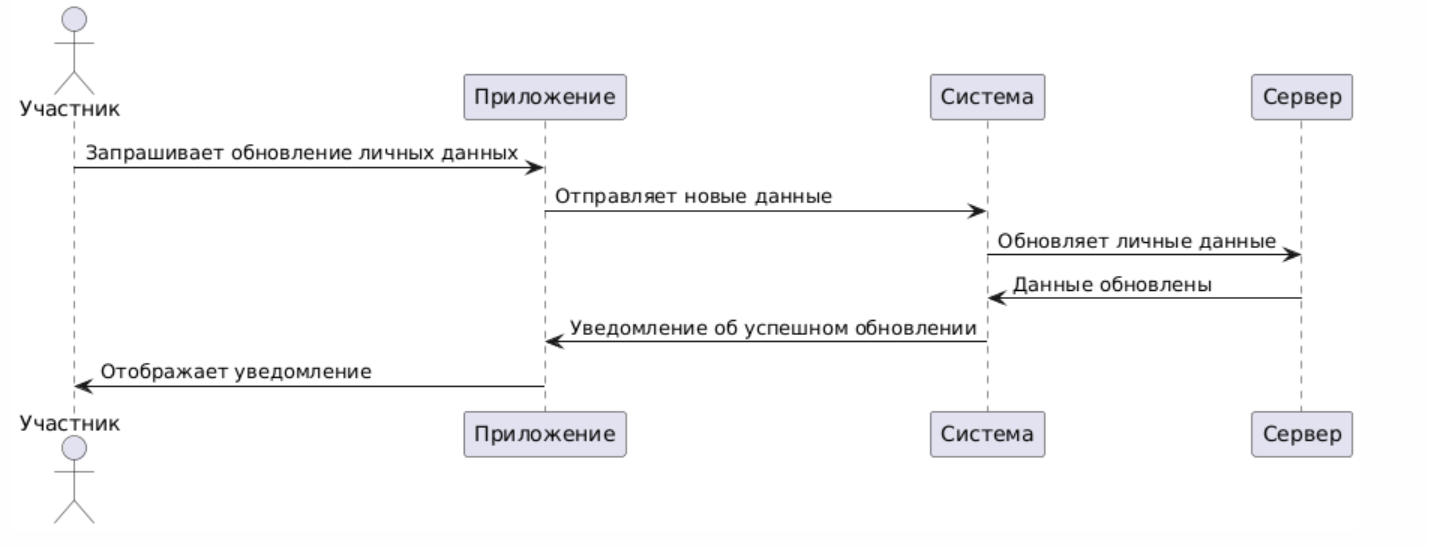 Участник
Приложение
Система
Сервер
Запрашивает обновление личных данных
Отправляет новые данные
Обновляет личные данные
Данные обновлены
Уведомление об успешном обновлении
Отображает уведомление
Участник
Приложение
Система
Сервер